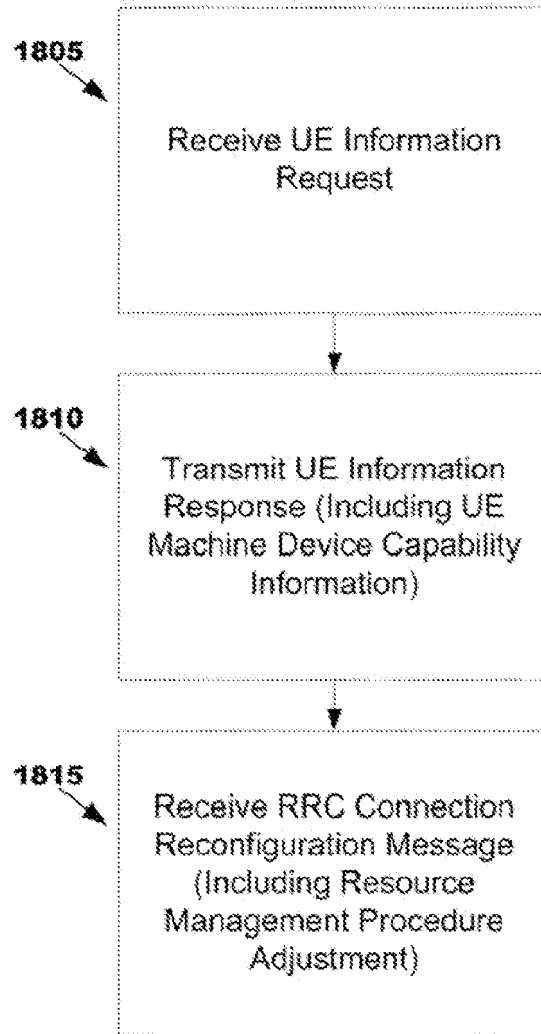 1805
Receive UE Information
Request
1810
Transmit UE Information
Response (Including UE
Machine Device Capability
Information)
1815
Receive RRC Connection
Reconfiguration Message
(Including Resource
Management Procedure
Adjustment)